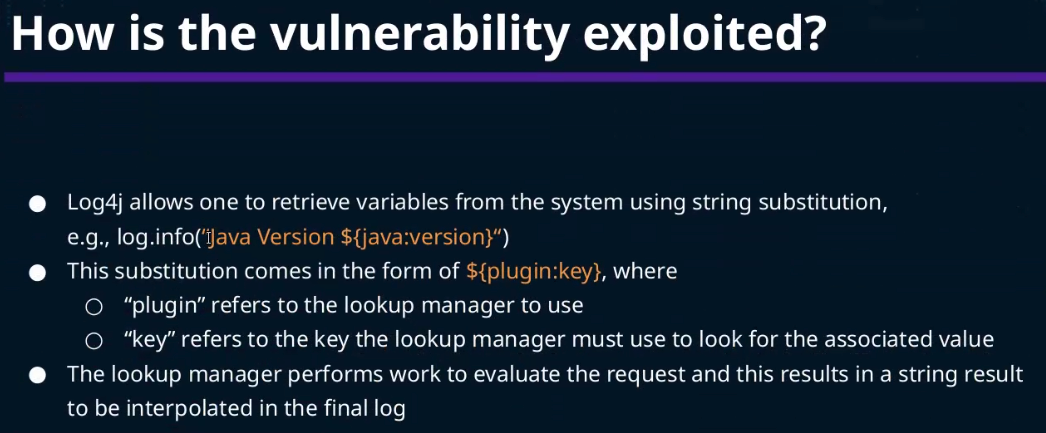 How is the vulnerability exploited?
● Log4j allows one to retrieve variables from the system using string substitution,
e.g., log.info(“Java Version ${java:version}“)
● This substitution comes in the form of ${plugin:key}, where
○ “plugin” refers to the lookup manager to use
○ “key” refers to the key the lookup manager must use to look for the associated value
● The lookup manager performs work to evaluate the request and this results in a string result
to be interpolated in the final log